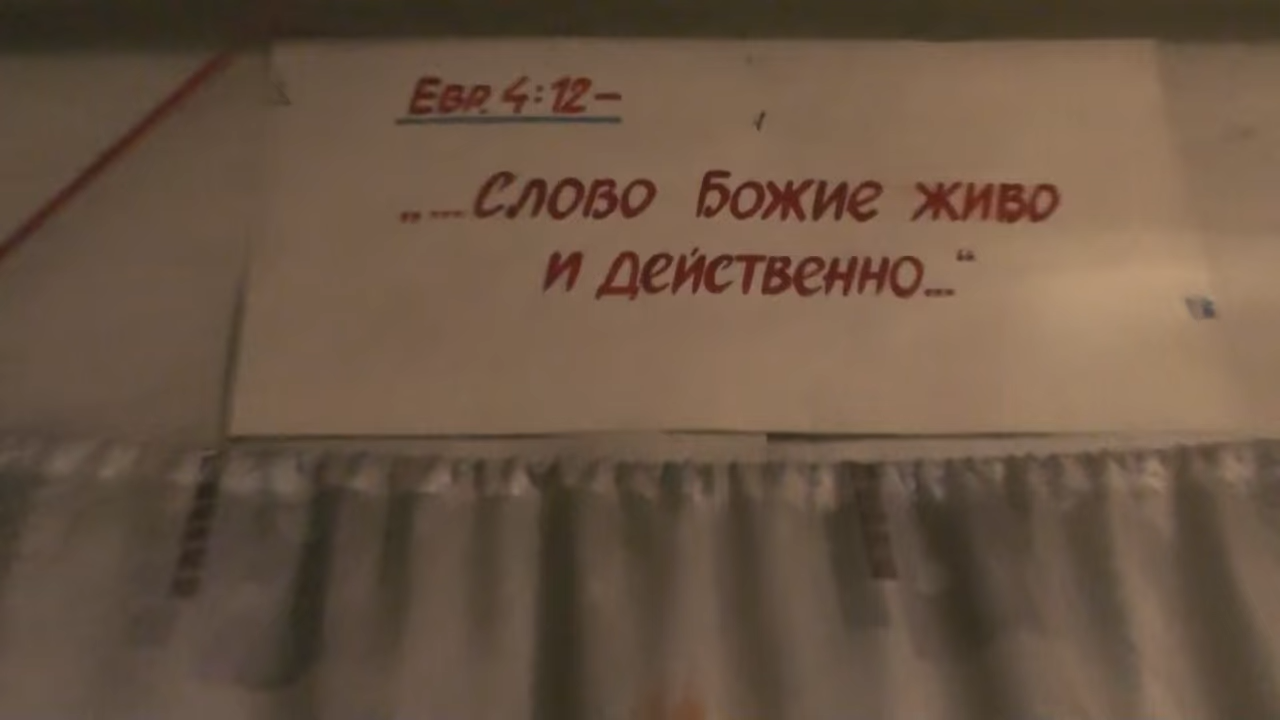 Евр. 4:12–
„...Слово Божие живо
и действенно..."